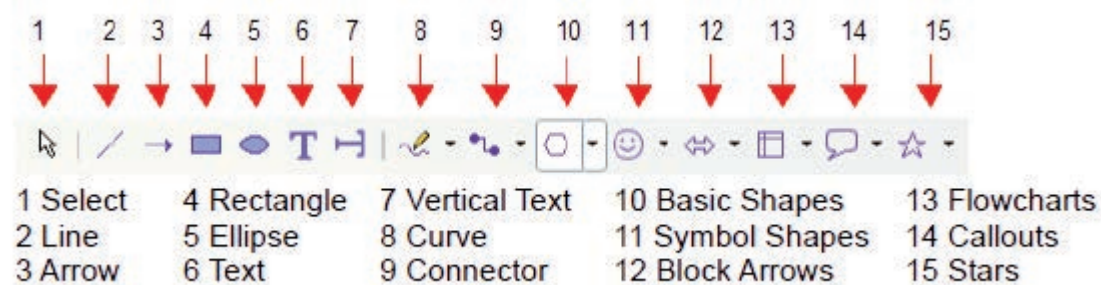 1 2 3 4 5 6 7 8 9 10 11 12 13 14 15
T
1 Select 4 Rectangle 7 Vertical Text 10 Basic Shapes 13 Flowcharts
2 Line 5 Ellipse 8 Curve 11 Symbol Shapes 14 Callouts
3 Arrow 6 Text 9 Connector 12 Block Arrows 15 Stars